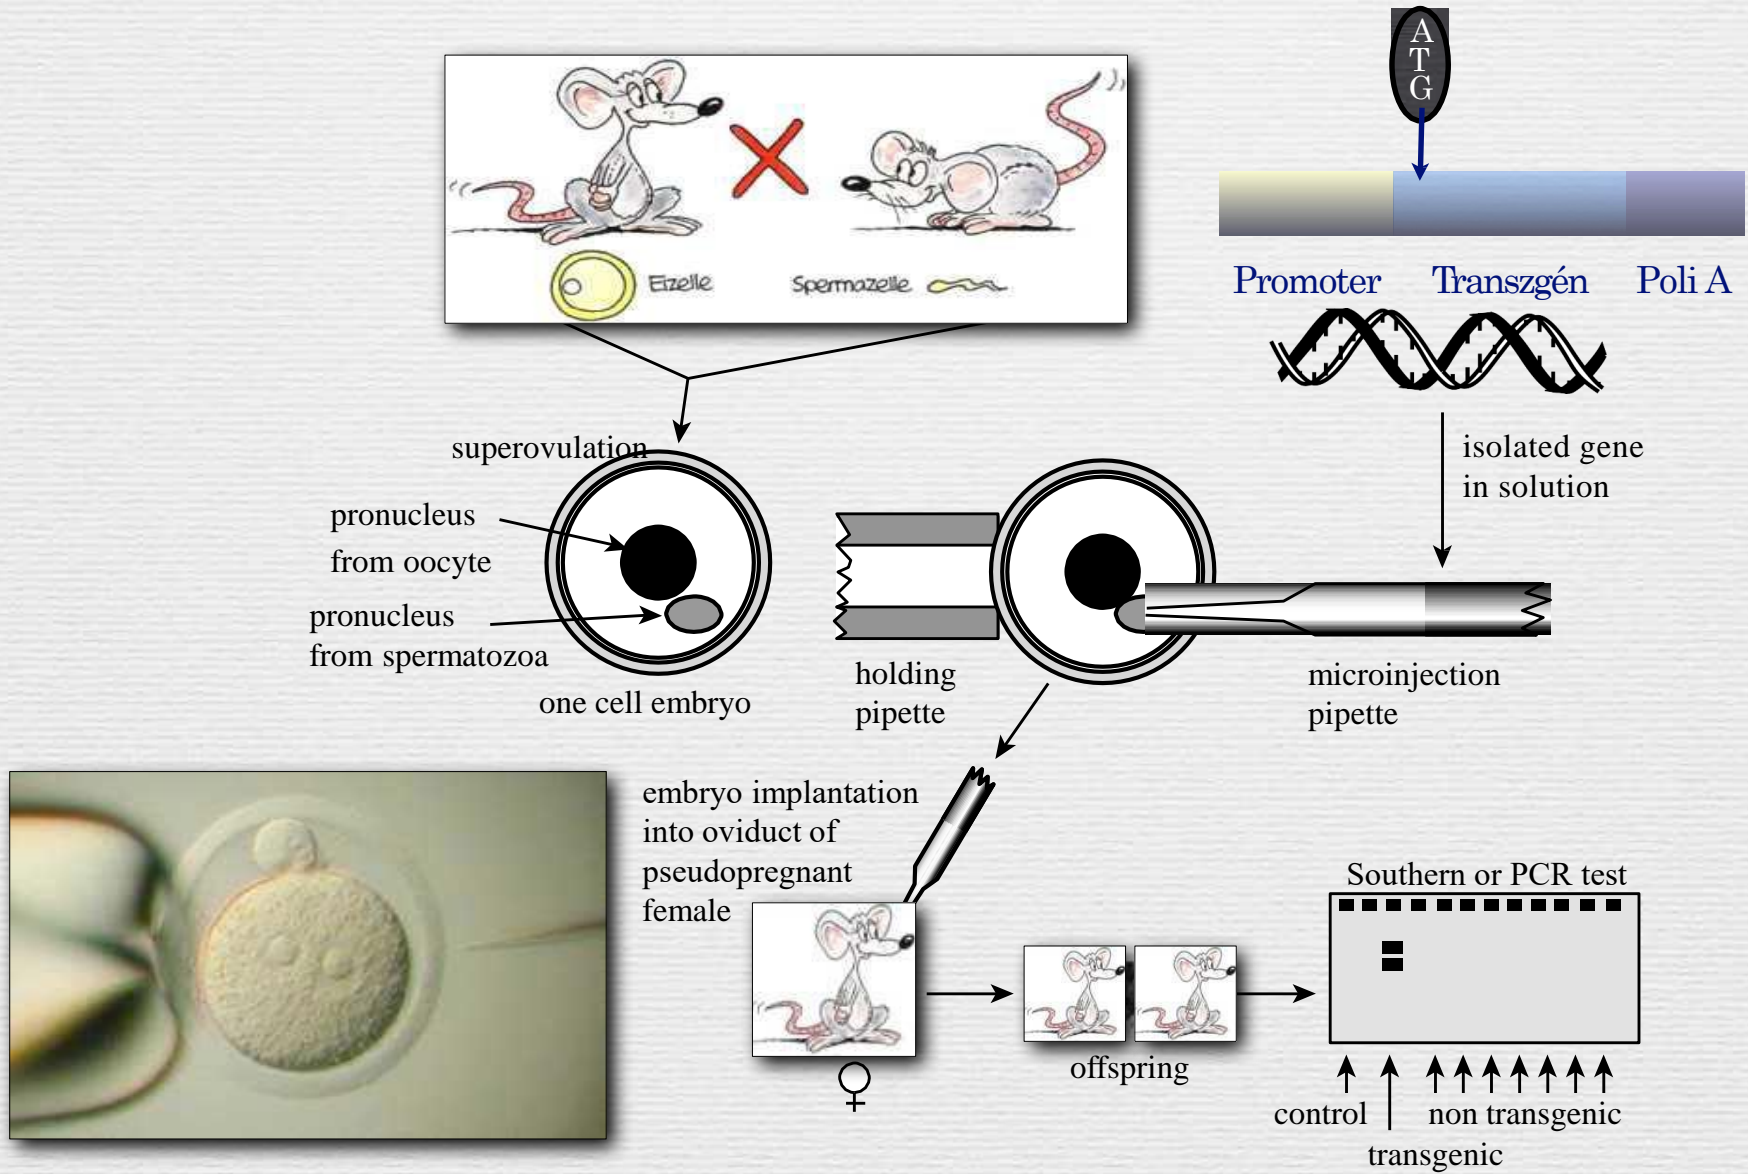 A
T
G
Promoter Transzgén Poli A
Eizelle Spermazelle
superovulation
isolated gene
in solution
pronucleus
from oocyte
pronucleus
from spermatozoa
one cell embryo
holding
pipette
microinjection
pipette
embryo implantation
into oviduct of
pseudopregnant
female
offspring
Southern or PCR test
control non transgenic
transgenic